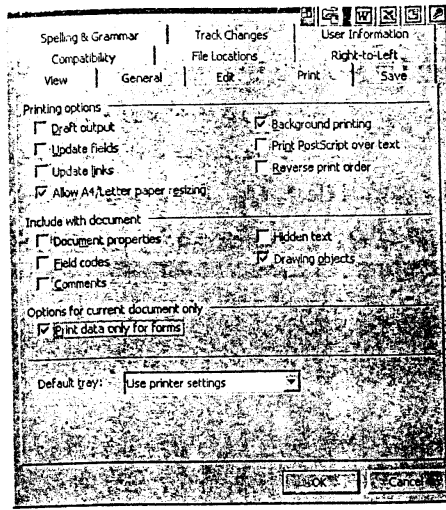 Spelling & Grammar Track Changes User Information
Compatibility File Locations Right-to-Left
View General Edit Print Save
Printing options
Draft output Background printing
Update fields Print PostScript over text
Update links Reverse print order
Allow A4/Letter paper resizing
Include with document
Document properties Hidden text
Field codes Drawing objects
Comments
Options for current document only
Print data only for forms
Default tray: Use printer settings
OK Cancel